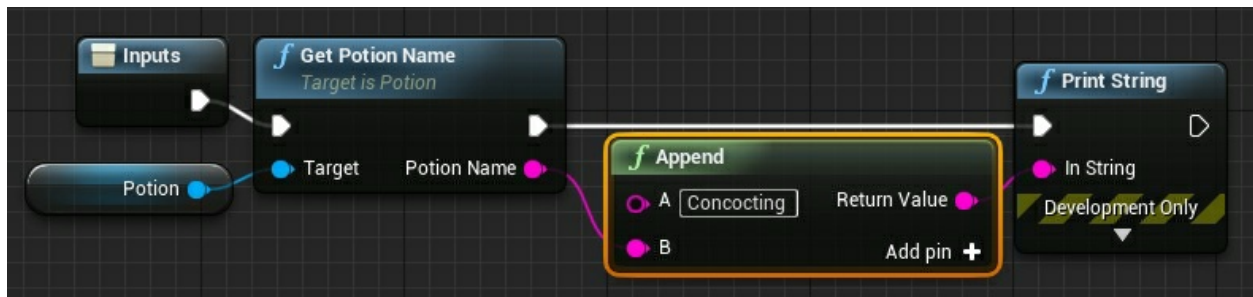 Inputs
f Get Potion Name
Target is Potion
Target Potion Name
Potion
f Append
A Concocting Return Value
B Add pin +
f Print String
In String
Development Only